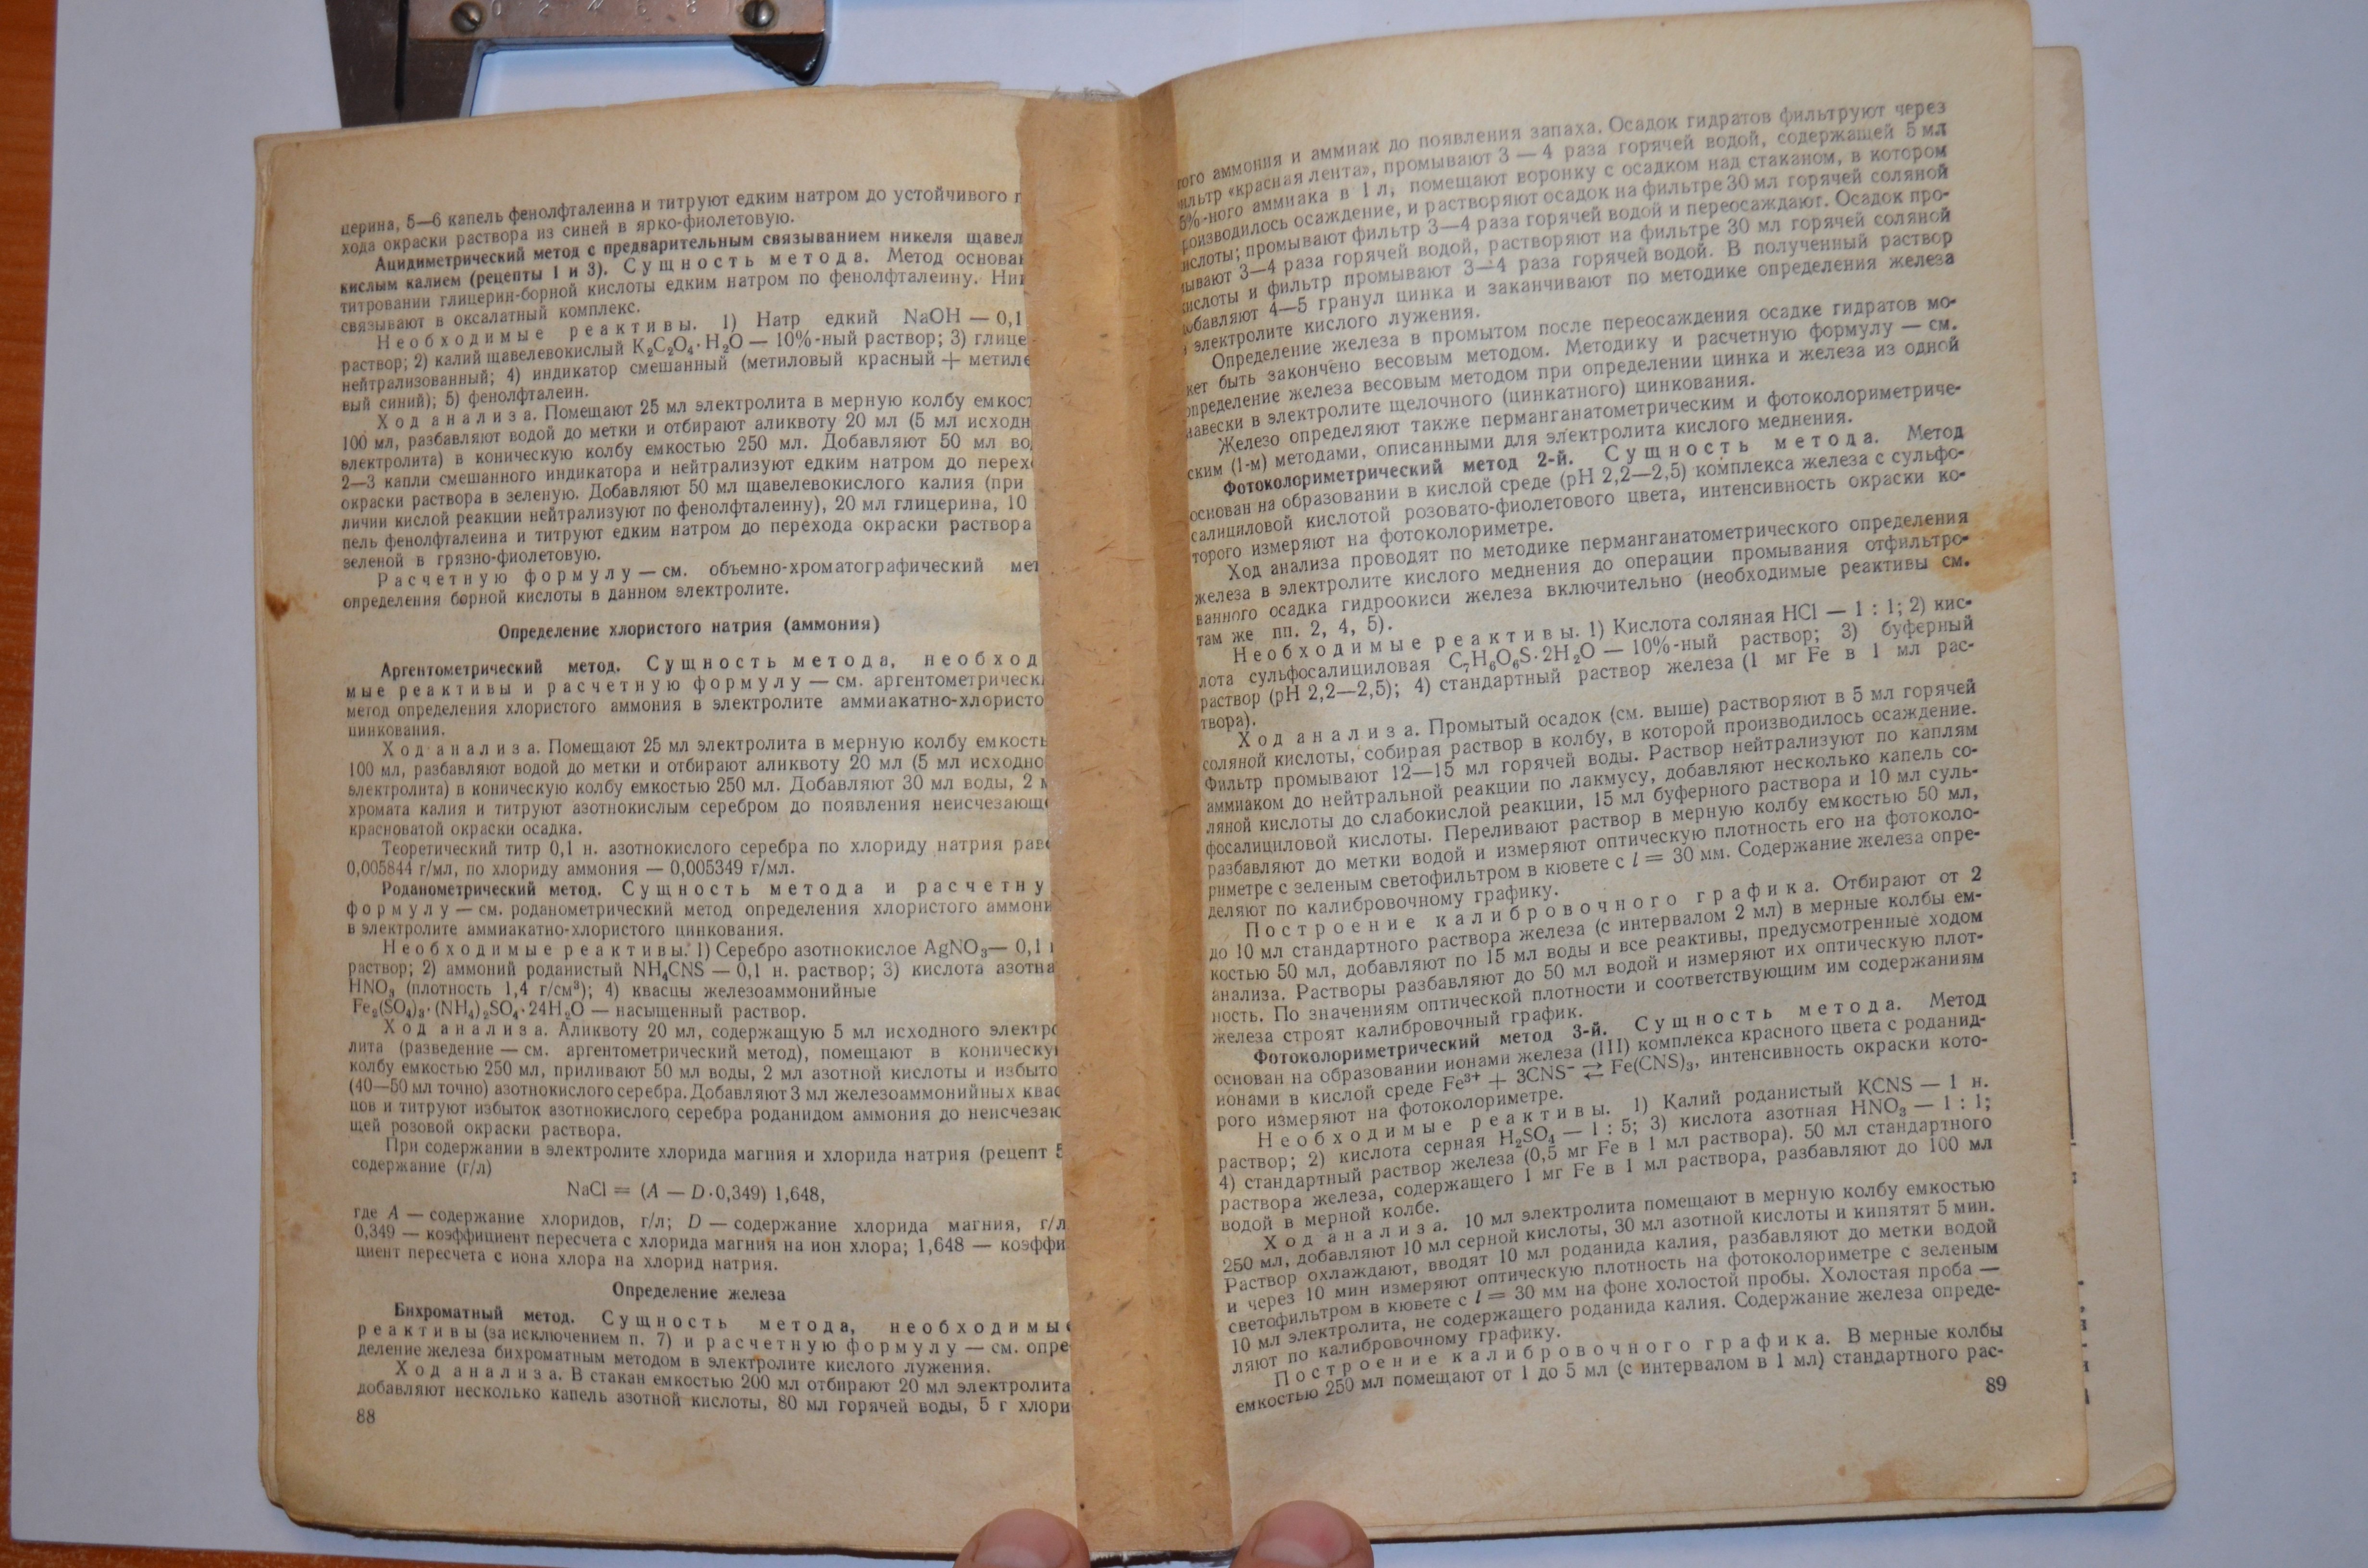 0 2 4 6 8
церина, 5—6 капель фенолфталеина и титруют едким натром до устойчивого п
хода окраски раствора из синей в ярко-фиолетовую.
Ацидиметрический метод с предварительным связыванием никеля щавел
кислым калием (рецепты 1 и 3). Сущность метода. Метод основан
титровании глицерин-борной кислоты едким натром по фенолфталеину. Ник
связывают в оксалатный комплекс.
Необходимые реактивы. 1) Натр едкий NaOH — 0,1
раствор; 2) калий щавелевокислый K₂C₂O₄·H₂O — 10%-ный раствор; 3) глице
нейтрализованный; 4) индикатор смешанный (метиловый красный + метиле
вый синий); 5) фенолфталеин.
Ход анализа. Помещают 25 мл электролита в мерную колбу емкост
100 мл, разбавляют водой до метки и отбирают аликвоту 20 мл (5 мл исходн
электролита) в коническую колбу емкостью 250 мл. Добавляют 50 мл во
2—3 капли смешанного индикатора и нейтрализуют едким натром до перех
окраски раствора в зеленую. Добавляют 50 мл щавелевокислого калия (при
личии кислой реакции нейтрализуют по фенолфталеину), 20 мл глицерина, 10
пель фенолфталеина и титруют едким натром до перехода окраски раствора
зеленой в грязно-фиолетовую.
Расчетную формулу — см. объемно-хроматографический мет
определения борной кислоты в данном электролите.
Определение хлористого натрия (аммония)
Аргентометрический метод. Сущность метода, необход
мые реактивы и расчетную формулу — см. аргентометрическ
метод определения хлористого аммония в электролите аммиакатно-хлористо
цинкования.
Ход анализа. Помещают 25 мл электролита в мерную колбу емкость
100 мл, разбавляют водой до метки и отбирают аликвоту 20 мл (5 мл исходно
электролита) в коническую колбу емкостью 250 мл. Добавляют 30 мл воды, 2 м
хромата калия и титруют азотнокислым серебром до появления неисчезающе
красноватой окраски осадка.
Теоретический титр 0,1 н. азотнокислого серебра по хлориду натрия раве
0,005844 г/мл, по хлориду аммония — 0,005349 г/мл.
Роданометрический метод. Сущность метода и расчетну
формулу — см. роданометрический метод определения хлористого аммони
в электролите аммиакатно-хлористого цинкования.
Необходимые реактивы. 1) Серебро азотнокислое AgNO₃ — 0,1 н
раствор; 2) аммоний роданистый NH₄CNS — 0,1 н. раствор; 3) кислота азотна
HNO₃ (плотность 1,4 г/см³); 4) квасцы железоаммонийные
Fe₂(SO₄)₃·(NH₄)₂SO₄·24H₂O — насыщенный раствор.
Ход анализа. Аликвоту 20 мл, содержащую 5 мл исходного электро
лита (разведение — см. аргентометрический метод), помещают в коническу
колбу емкостью 250 мл, приливают 50 мл воды, 2 мл азотной кислоты и избыто
(40—50 мл точно) азотнокислого серебра. Добавляют 3 мл железоаммонийных квас
цов и титруют избыток азотнокислого серебра роданидом аммония до неисчезаю
щей розовой окраски раствора.
При содержании в электролите хлорида магния и хлорида натрия (рецепт 5
содержание (г/л)
NaCl = (A — D·0,349) 1,648,
где A — содержание хлоридов, г/л; D — содержание хлорида магния, г/л
0,349 — коэффициент пересчета с хлорида магния на ион хлора; 1,648 — коэффи
циент пересчета с иона хлора на хлорид натрия.
Определение железа
Бихроматный метод. Сущность метода, необходимые
реактивы (за исключением п. 7) и расчетную формулу — см. опре
деление железа бихроматным методом в электролите кислого лужения.
Ход анализа. В стакан емкостью 200 мл отбирают 20 мл электролита
добавляют несколько капель азотной кислоты, 80 мл горячей воды, 5 г хлори
88
того аммония и аммиак до появления запаха. Осадок гидратов фильтруют через
ильтр «красная лента», промывают 3 — 4 раза горячей водой, содержащей 5 мл
5%-ного аммиака в 1 л, помещают воронку с осадком над стаканом, в котором
роизводилось осаждение, и растворяют осадок на фильтре 30 мл горячей соляной
ислоты; промывают фильтр 3—4 раза горячей водой и переосаждают. Осадок про-
ывают 3—4 раза горячей водой, растворяют на фильтре 30 мл горячей соляной
ислоты и фильтр промывают 3—4 раза горячей водой. В полученный раствор
обавляют 4—5 гранул цинка и заканчивают по методике определения железа
в электролите кислого лужения.
Определение железа в промытом после переосаждения осадке гидратов мо-
жет быть закончено весовым методом. Методику и расчетную формулу — см.
определение железа весовым методом при определении цинка и железа из одной
навески в электролите щелочного (цинкатного) цинкования.
Железо определяют также перманганатометрическим и фотоколориметриче-
ским (1-м) методами, описанными для электролита кислого меднения.
Фотоколориметрический метод 2-й. Сущность метода. Метод
основан на образовании в кислой среде (pH 2,2—2,5) комплекса железа с сульфо-
салициловой кислотой розовато-фиолетового цвета, интенсивность окраски ко-
торого измеряют на фотоколориметре.
Ход анализа проводят по методике перманганатометрического определения
железа в электролите кислого меднения до операции промывания отфильтро-
ванного осадка гидроокиси железа включительно (необходимые реактивы см.
там же пп. 2, 4, 5).
Необходимые реактивы. 1) Кислота соляная HCl — 1 : 1; 2) кис-
лота сульфосалициловая C₇H₆O₆S·2H₂O — 10%-ный раствор; 3) буферный
раствор (pH 2,2—2,5); 4) стандартный раствор железа (1 мг Fe в 1 мл рас-
твора).
Ход анализа. Промытый осадок (см. выше) растворяют в 5 мл горячей
соляной кислоты, собирая раствор в колбу, в которой производилось осаждение.
Фильтр промывают 12—15 мл горячей воды. Раствор нейтрализуют по каплям
аммиаком до нейтральной реакции по лакмусу, добавляют несколько капель со-
ляной кислоты до слабокислой реакции, 15 мл буферного раствора и 10 мл суль-
фосалициловой кислоты. Переливают раствор в мерную колбу емкостью 50 мл,
разбавляют до метки водой и измеряют оптическую плотность его на фотоколо-
риметре с зеленым светофильтром в кювете с l = 30 мм. Содержание железа опре-
деляют по калибровочному графику.
Построение калибровочного графика. Отбирают от 2
до 10 мл стандартного раствора железа (с интервалом 2 мл) в мерные колбы ем-
костью 50 мл, добавляют по 15 мл воды и все реактивы, предусмотренные ходом
анализа. Растворы разбавляют до 50 мл водой и измеряют их оптическую плот-
ность. По значениям оптической плотности и соответствующим им содержаниям
железа строят калибровочный график.
Фотоколориметрический метод 3-й. Сущность метода. Метод
основан на образовании ионами железа (III) комплекса красного цвета с роданид-
ионами в кислой среде Fe³⁺ + 3CNS⁻ ⇄ Fe(CNS)₃, интенсивность окраски кото-
рого измеряют на фотоколориметре.
Необходимые реактивы. 1) Калий роданистый KCNS — 1 н.
раствор; 2) кислота серная H₂SO₄ — 1 : 5; 3) кислота азотная HNO₃ — 1 : 1;
4) стандартный раствор железа (0,5 мг Fe в 1 мл раствора). 50 мл стандартного
раствора железа, содержащего 1 мг Fe в 1 мл раствора, разбавляют до 100 мл
водой в мерной колбе.
Ход анализа. 10 мл электролита помещают в мерную колбу емкостью
250 мл, добавляют 10 мл серной кислоты, 30 мл азотной кислоты и кипятят 5 мин.
Раствор охлаждают, вводят 10 мл роданида калия, разбавляют до метки водой
и через 10 мин измеряют оптическую плотность на фотоколориметре с зеленым
светофильтром в кювете с l = 30 мм на фоне холостой пробы. Холостая проба —
10 мл электролита, не содержащего роданида калия. Содержание железа опреде-
ляют по калибровочному графику.
Построение калибровочного графика. В мерные колбы
емкостью 250 мл помещают от 1 до 5 мл (с интервалом в 1 мл) стандартного рас-
89